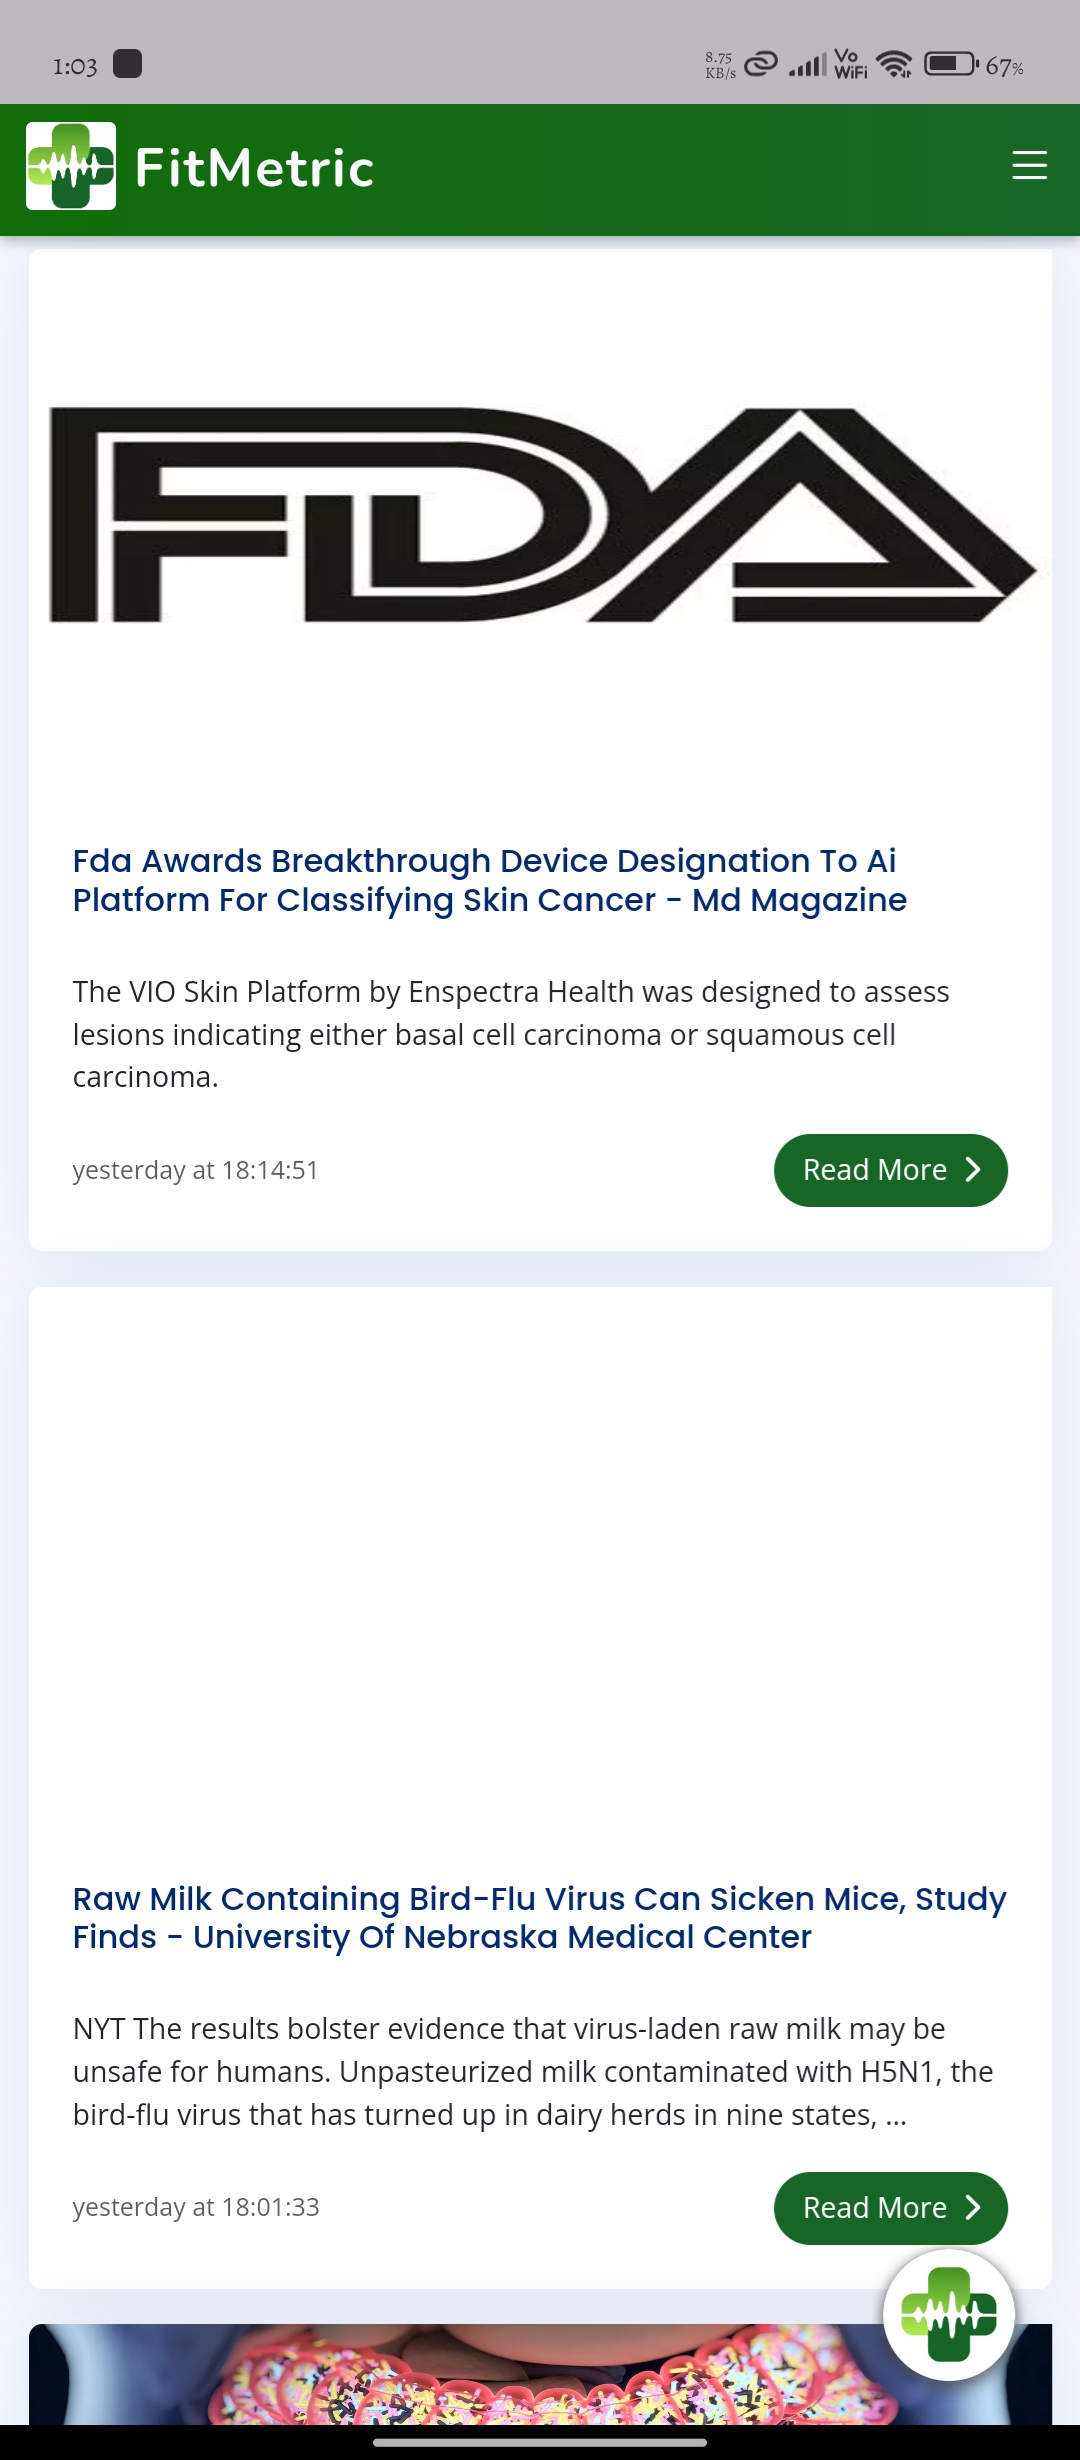 1:03
8.75
KB/s
Vo
WiFi
67%
FitMetric
FDA
Fda Awards Breakthrough Device Designation To Ai
Platform For Classifying Skin Cancer - Md Magazine
The VIO Skin Platform by Enspectra Health was designed to assess
lesions indicating either basal cell carcinoma or squamous cell
carcinoma.
yesterday at 18:14:51
Read More
Raw Milk Containing Bird-Flu Virus Can Sicken Mice, Study
Finds - University Of Nebraska Medical Center
NYT The results bolster evidence that virus-laden raw milk may be
unsafe for humans. Unpasteurized milk contaminated with H5N1, the
bird-flu virus that has turned up in dairy herds in nine states, ...
yesterday at 18:01:33
Read More